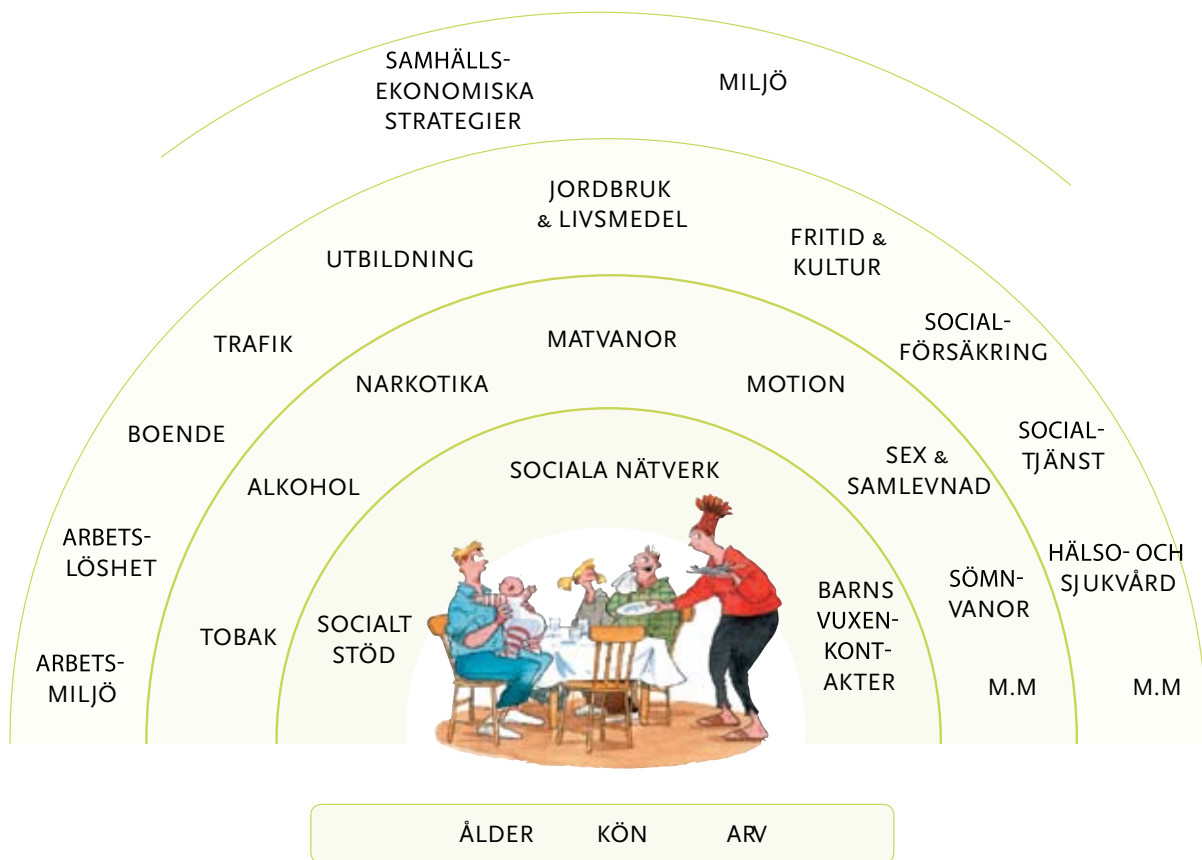 SAMHÄLLS-
EKONOMISKA
STRATEGIER
MILJÖ
JORDBRUK
& LIVSMEDEL
UTBILDNING
FRITID &
KULTUR
TRAFIK
SOCIAL-
FÖRSÄKRING
BOENDE
SOCIAL-
TJÄNST
ARBETS-
LÖSHET
HÄLSO- OCH
SJUKVÅRD
ARBETS-
MILJÖ
M.M
MATVANOR
NARKOTIKA
MOTION
ALKOHOL
SEX &
SAMLEVNAD
TOBAK
SÖMN-
VANOR
M.M
SOCIALA NÄTVERK
SOCIALT
STÖD
BARNS
VUXEN-
KONT-
AKTER
ÅLDER KÖN ARV